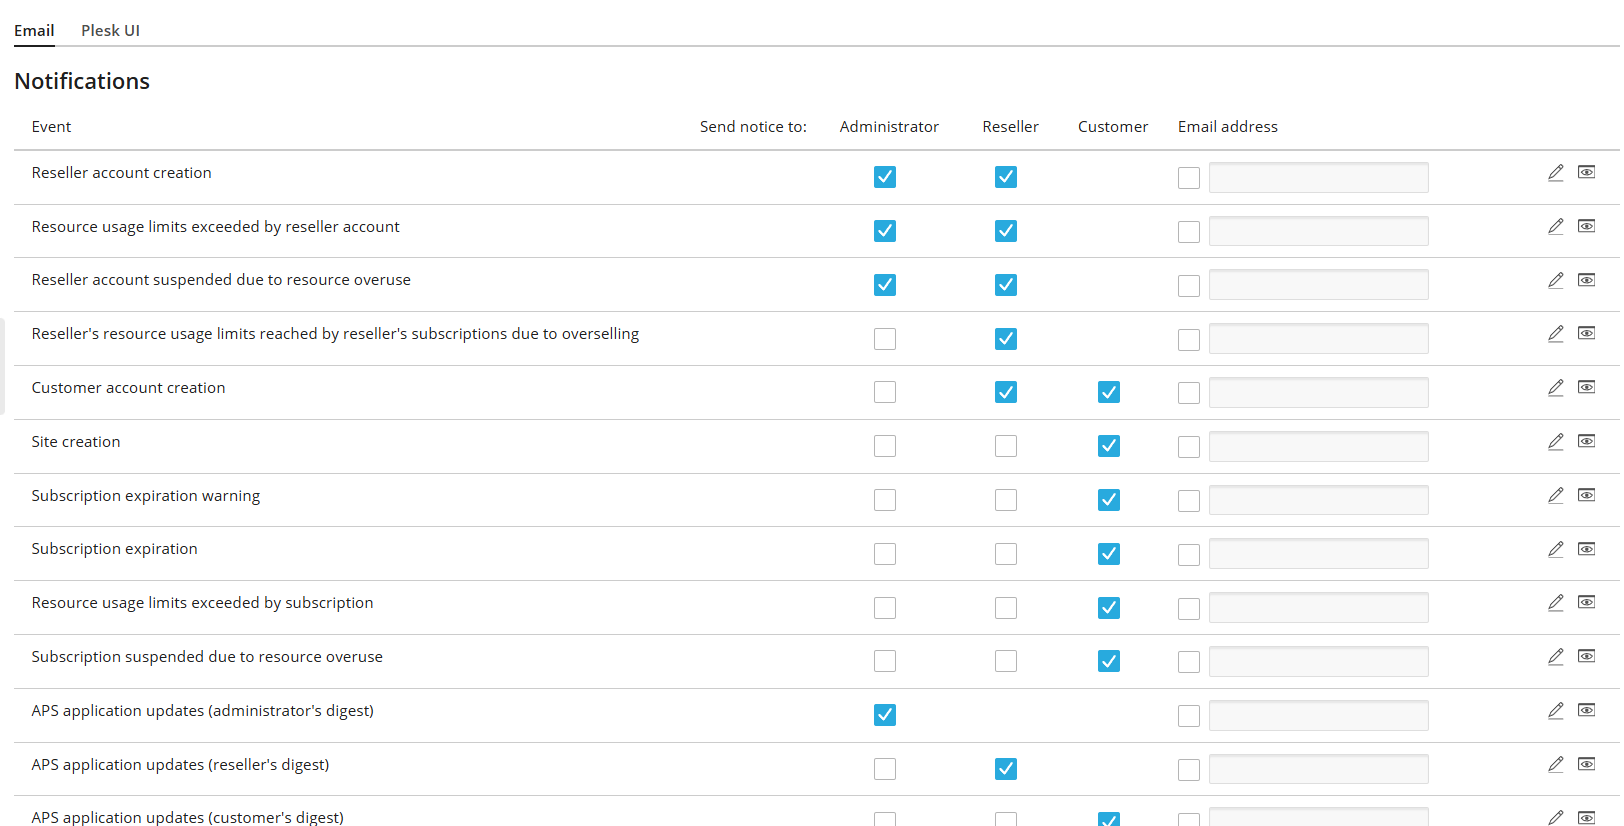 Email Plesk UI
Notifications
Event Send notice to: Administrator Reseller Customer Email address
Reseller account creation
Resource usage limits exceeded by reseller account
Reseller account suspended due to resource overuse
Reseller's resource usage limits reached by reseller's subscriptions due to overselling
Customer account creation
Site creation
Subscription expiration warning
Subscription expiration
Resource usage limits exceeded by subscription
Subscription suspended due to resource overuse
APS application updates (administrator's digest)
APS application updates (reseller's digest)
APS application updates (customer's digest)